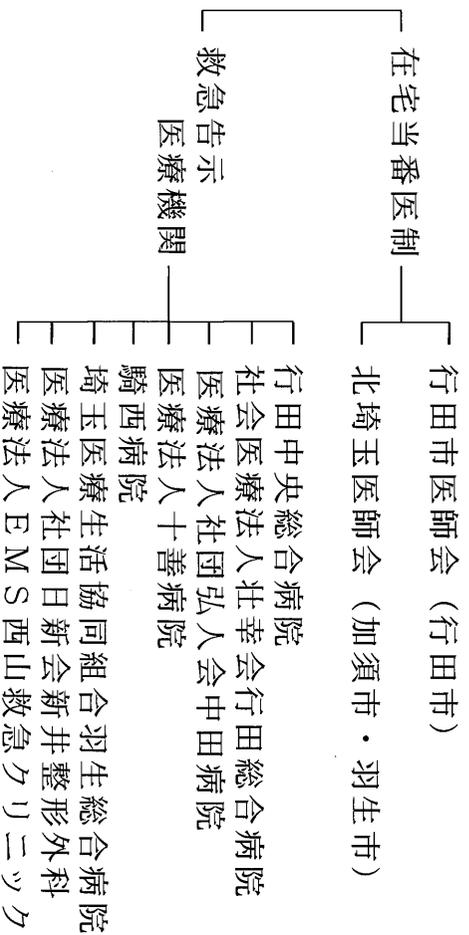 在宅当番医制
行田市医師会（行田市）
北埼玉医師会（加須市・羽生市）
救急告示
医療機関
行田中央総合病院
社会医療法人壮幸会行田総合病院
医療法人社団弘人会中田病院
医療法人十善病院
騎西病院
埼玉医療生活協同組合羽生総合病院
医療法人社団日新会新井整形外科
医療法人EMS西山救急クリニック